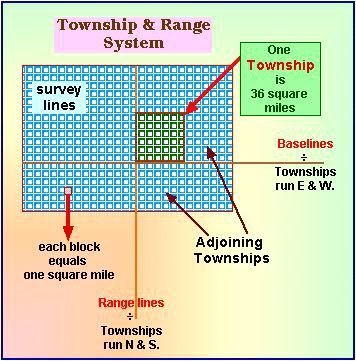 Township & Range
System
One
Township
is
36 square
miles
survey
lines
Baselines
÷
Townships
run E & W.
each block
equals
one square mile
Adjoining
Townships
Range lines
÷
Townships
run N & S.